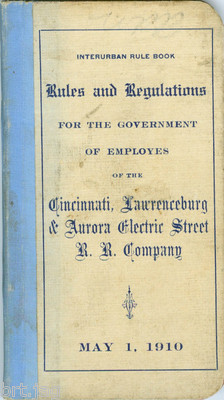 INTERURBAN RULE BOOK
Rules and Regulations
FOR THE GOVERNMENT
OF EMPLOYES
OF THE
Cincinnati, Lawrenceburg
& Aurora Electric Street
R. R. Company
MAY 1, 1910